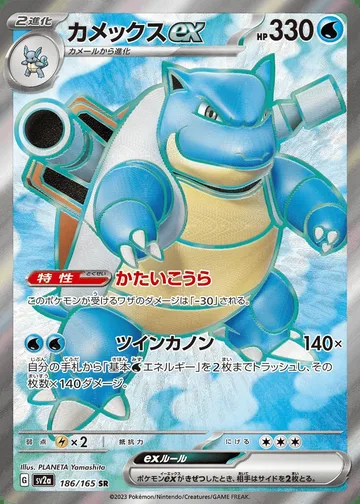 2進化
カメックスex
HP330
カメールから進化
特性
とくせい
かたいこうら
このポケモンが受けるワザのダメージは「-30」される。
ツインカノン 140×
自分の手札から「基本エネルギー」を2枚までトラッシュし、その
枚数×140ダメージ。
弱点 ×2 抵抗力 にげる
Illus. PLANETA Yamashita
G sv2a 186/165 SR
exルール
ポケモンexがきぜつしたとき、相手はサイドを2枚とる。
©2023 Pokémon/Nintendo/Creatures/GAME FREAK.